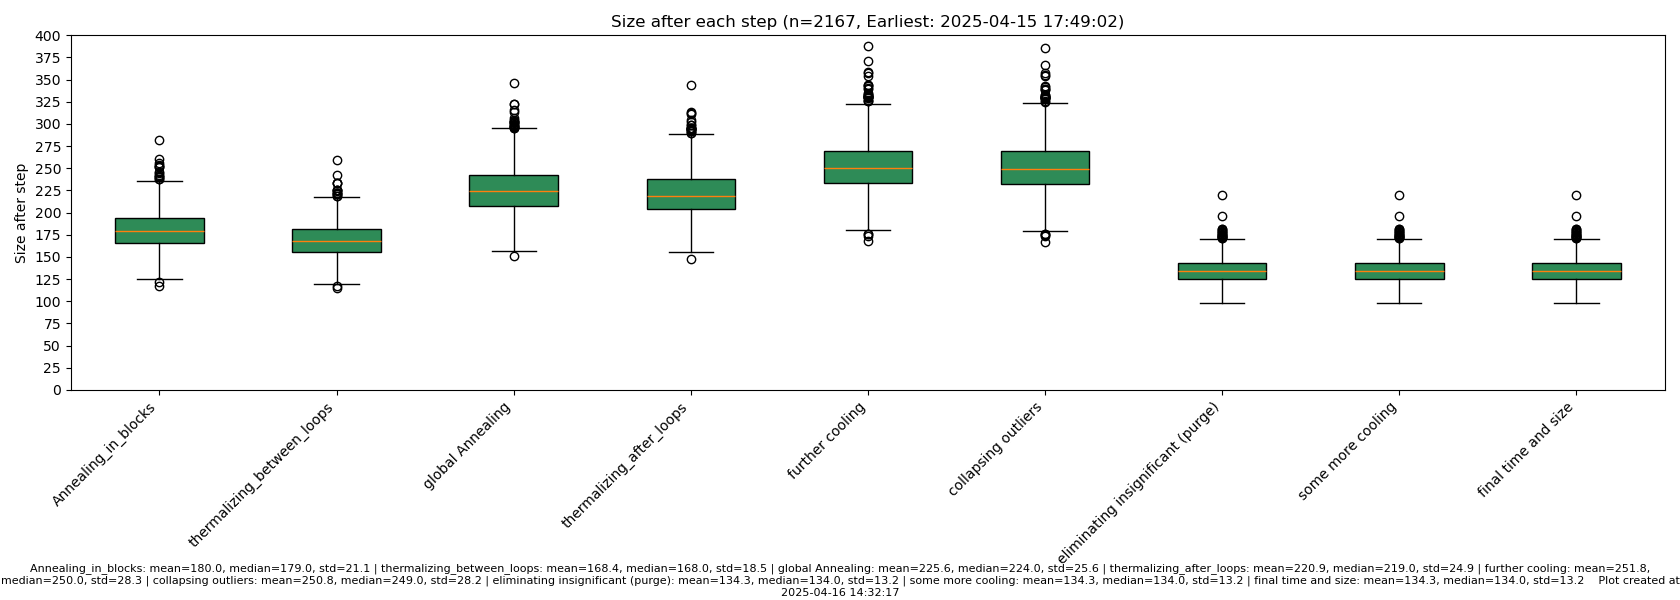 Size after each step (n=2167, Earliest: 2025-04-15 17:49:02)
400
375
350
325
300
275
250
225
200
175
150
125
100
75
50
25
0
Size after step
Annealing_in_blocks
thermalizing_between_loops
global Annealing
thermalizing_after_loops
further cooling
collapsing outliers
eliminating insignificant (purge)
some more cooling
final time and size
Annealing_in_blocks: mean=180.0, median=179.0, std=21.1 | thermalizing_between_loops: mean=168.4, median=168.0, std=18.5 | global Annealing: mean=225.6, median=224.0, std=25.6 | thermalizing_after_loops: mean=220.9, median=219.0, std=24.9 | further cooling: mean=251.8,
median=250.0, std=28.3 | collapsing outliers: mean=250.8, median=249.0, std=28.2 | eliminating insignificant (purge): mean=134.3, median=134.0, std=13.2 | some more cooling: mean=134.3, median=134.0, std=13.2 | final time and size: mean=134.3, median=134.0, std=13.2    Plot created at
2025-04-16 14:32:17